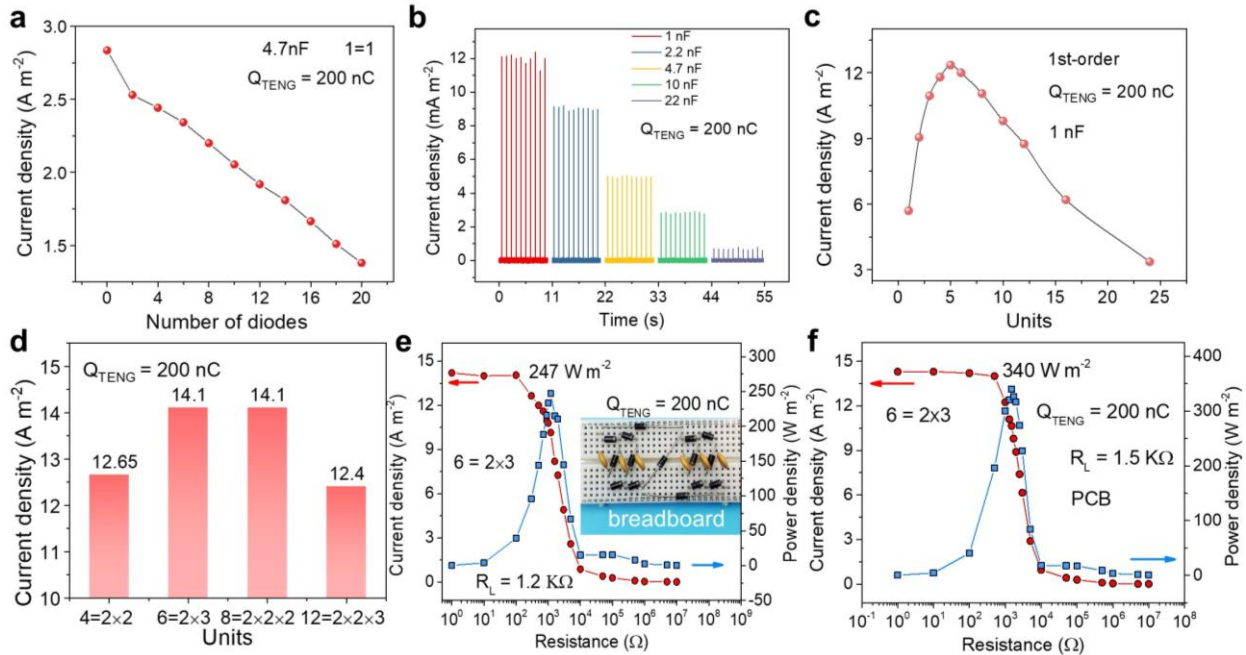 a
3.0
2.5
2.0
1.5
Current density (A m⁻²)
4.7nF 1=1
Q_TENG = 200 nC
0 4 8 12 16 20
Number of diodes
b
12
10
8
6
4
2
0
Current density (mA m⁻²)
1 nF
2.2 nF
4.7 nF
10 nF
22 nF
Q_TENG = 200 nC
0 11 22 33 44 55
Time (s)
c
12
9
6
3
Current density (A m⁻²)
1st-order
Q_TENG = 200 nC
1 nF
0 5 10 15 20 25
Units
d
15
14
13
12
11
10
Current density (A m⁻²)
Q_TENG = 200 nC
12.65
14.1
14.1
12.4
4=2×2 6=2×3 8=2×2×2 12=2×2×3
Units
e
15
12
9
6
3
0
Current density (A m⁻²)
247 W m⁻²
Q_TENG = 200 nC
6 = 2×3
breadboard
R_L = 1.2 KΩ
300
250
200
150
100
50
0
-50
Power density (W m⁻²)
10⁰ 10¹ 10² 10³ 10⁴ 10⁵ 10⁶ 10⁷ 10⁸ 10⁹
Resistance (Ω)
f
15
12
9
6
3
0
Current density (A m⁻²)
340 W m⁻²
6 = 2×3
Q_TENG = 200 nC
R_L = 1.5 KΩ
PCB
400
300
200
100
0
Power density (W m⁻²)
10⁰ 10¹ 10² 10³ 10⁴ 10⁵ 10⁶ 10⁷ 10⁸
Resistance (Ω)